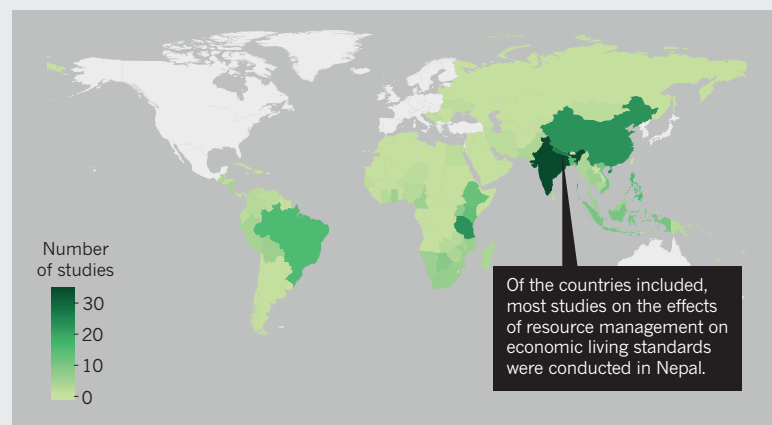 Number
of studies
30
20
10
0
Of the countries included,
most studies on the effects
of resource management on
economic living standards
were conducted in Nepal.